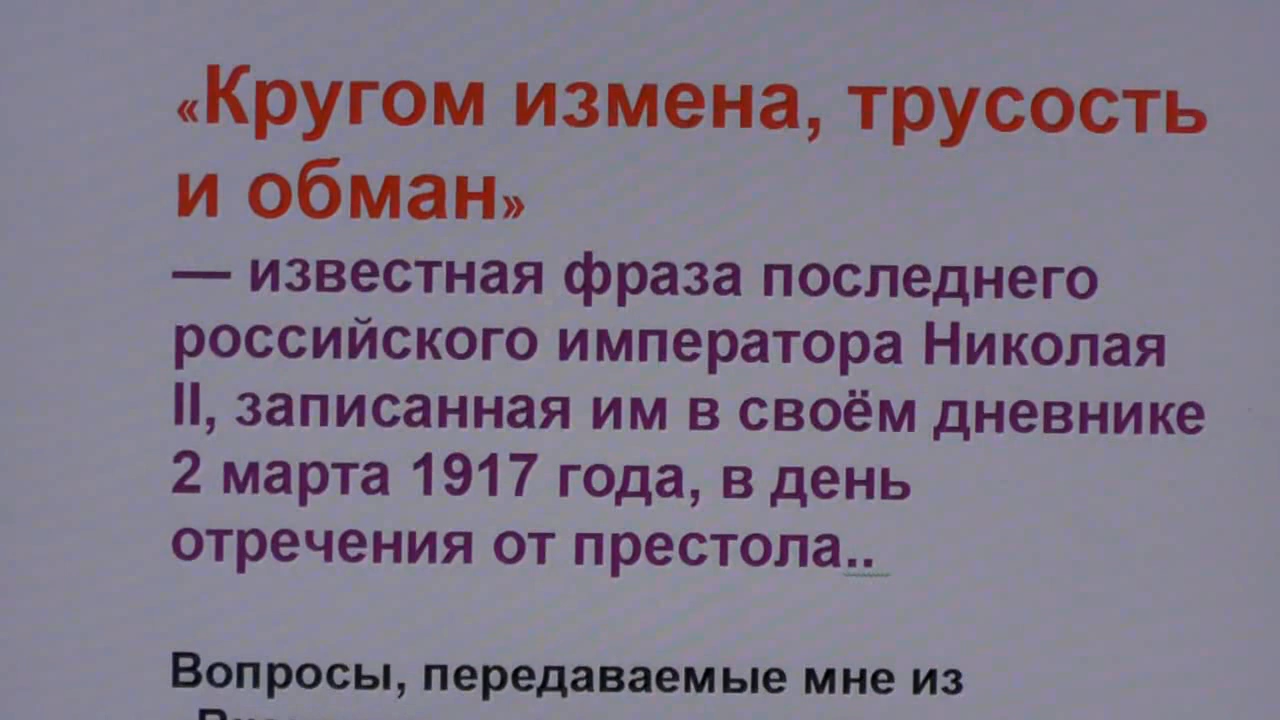 «Кругом измена, трусость
и обман»
— известная фраза последнего
российского императора Николая
II, записанная им в своём дневнике
2 марта 1917 года, в день
отречения от престола..
Вопросы, передаваемые мне из